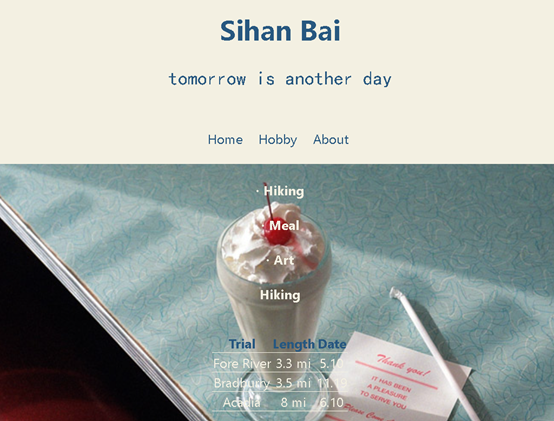 Sihan Bai
tomorrow is another day
Home Hobby About
· Hiking
· Meal
· Art
Hiking
Trial Length Date
Fore River 3.3 mi 5.10
Bradbury 3.5 mi
Acadia 8 mi 6.10
Thank you!
IT HAS BEEN
A PLEASURE
TO SERVE YOU
Please Come